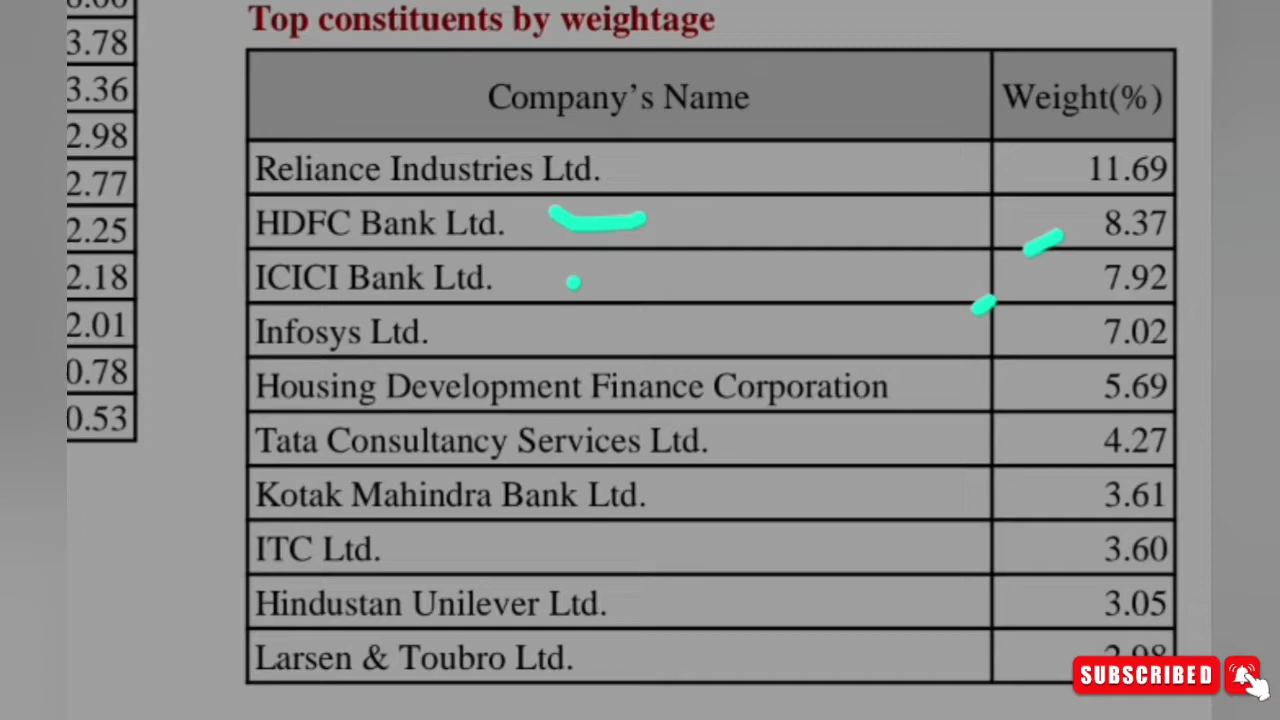 3.78
3.36
2.98
2.77
2.25
2.18
2.01
0.78
0.53
Top constituents by weightage
Company’s Name Weight(%)
Reliance Industries Ltd. 11.69
HDFC Bank Ltd. 8.37
ICICI Bank Ltd. 7.92
Infosys Ltd. 7.02
Housing Development Finance Corporation 5.69
Tata Consultancy Services Ltd. 4.27
Kotak Mahindra Bank Ltd. 3.61
ITC Ltd. 3.60
Hindustan Unilever Ltd. 3.05
Larsen & Toubro Ltd.
SUBSCRIBED